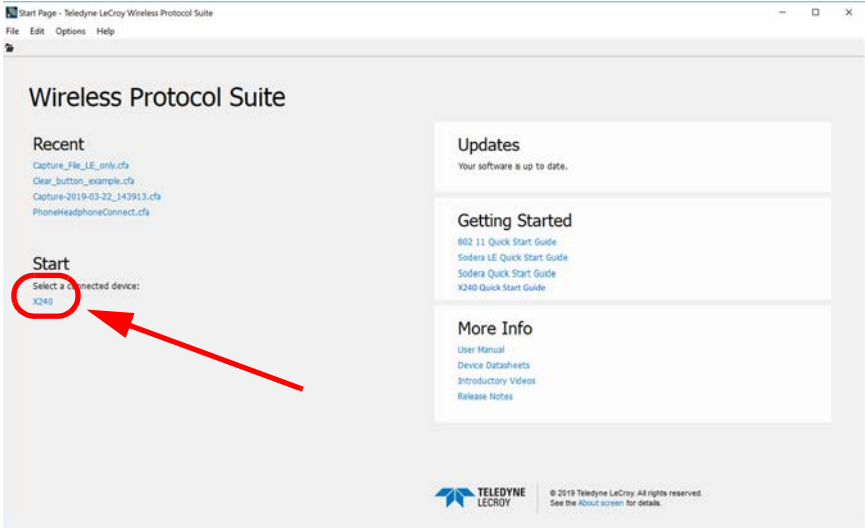 Start Page - Teledyne LeCroy Wireless Protocol Suite
File Edit Options Help
Wireless Protocol Suite
Recent
Capture_File_LE_only.cfa
Clear_button_example.cfa
Capture-2019-03-22_143913.cfa
PhoneHeadphoneConnect.cfa
Start
Select a connected device:
X240
Updates
Your software is up to date.
Getting Started
802 11 Quick Start Guide
Sodera LE Quick Start Guide
Sodera Quick Start Guide
X240 Quick Start Guide
More Info
User Manual
Device Datasheets
Introductory Videos
Release Notes
TELEDYNE
LECROY
© 2019 Teledyne LeCroy. All rights reserved.
See the About screen for details.